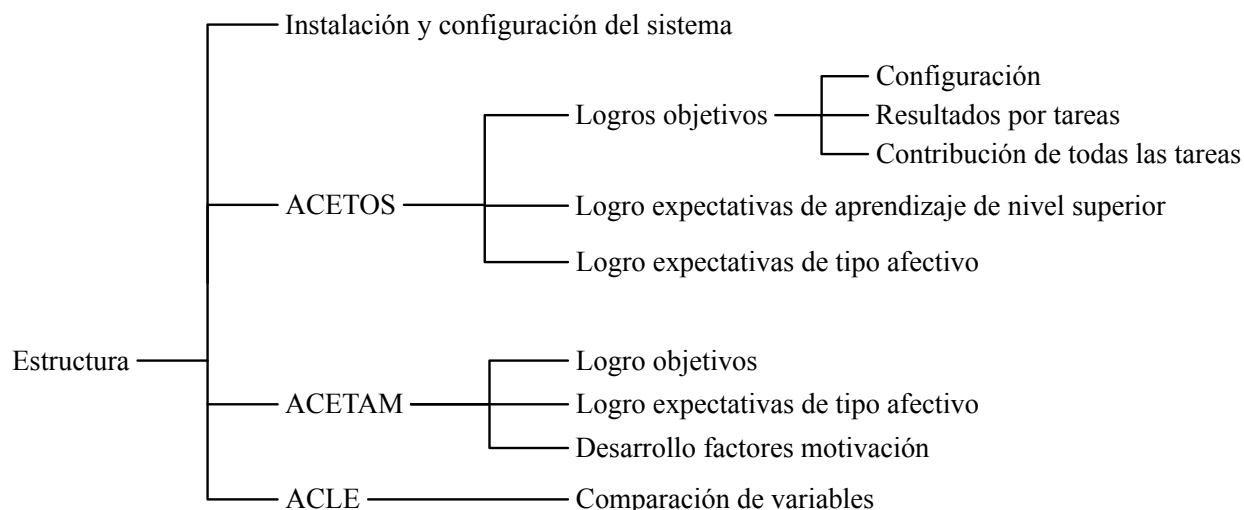 Instalación y configuración del sistema
Configuración
Logros objetivos
Resultados por tareas
Contribución de todas las tareas
ACETOS
Logro expectativas de aprendizaje de nivel superior
Logro expectativas de tipo afectivo
Estructura
Logro objetivos
ACETAM
Logro expectativas de tipo afectivo
Desarrollo factores motivación
ACLE
Comparación de variables